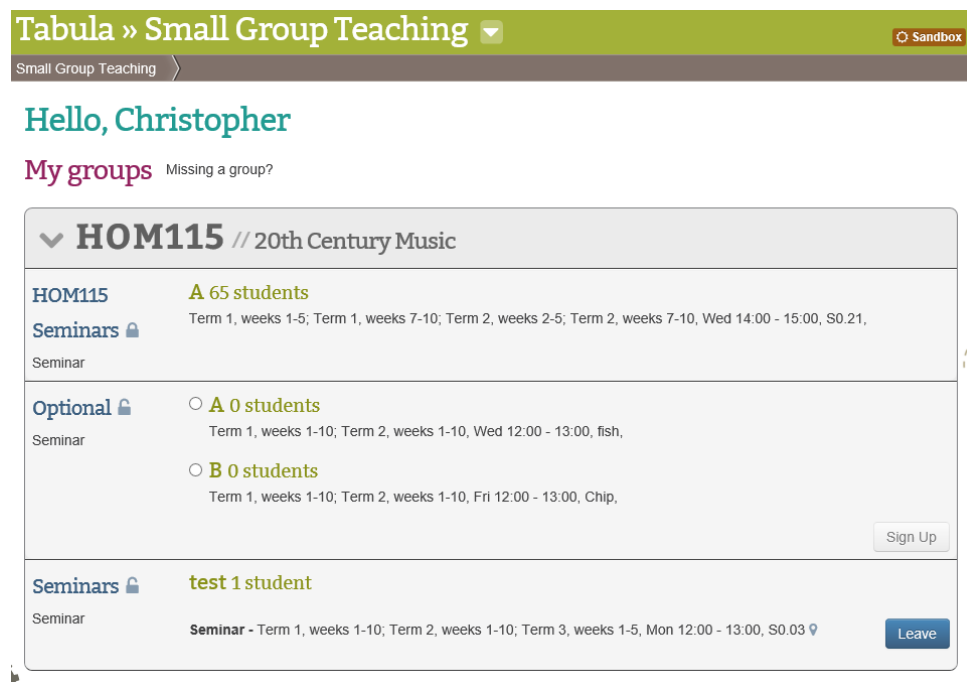 Tabula » Small Group Teaching
Sandbox
Small Group Teaching
Hello, Christopher
My groups Missing a group?
HOM115 // 20th Century Music
HOM115
Seminars
Seminar
A 65 students
Term 1, weeks 1-5; Term 1, weeks 7-10; Term 2, weeks 2-5; Term 2, weeks 7-10, Wed 14:00 - 15:00, S0.21,
Optional
Seminar
A 0 students
Term 1, weeks 1-10; Term 2, weeks 1-10, Wed 12:00 - 13:00, fish,
B 0 students
Term 1, weeks 1-10; Term 2, weeks 1-10, Fri 12:00 - 13:00, Chip,
Sign Up
Seminars
Seminar
test 1 student
Seminar - Term 1, weeks 1-10; Term 2, weeks 1-10; Term 3, weeks 1-5, Mon 12:00 - 13:00, S0.03
Leave